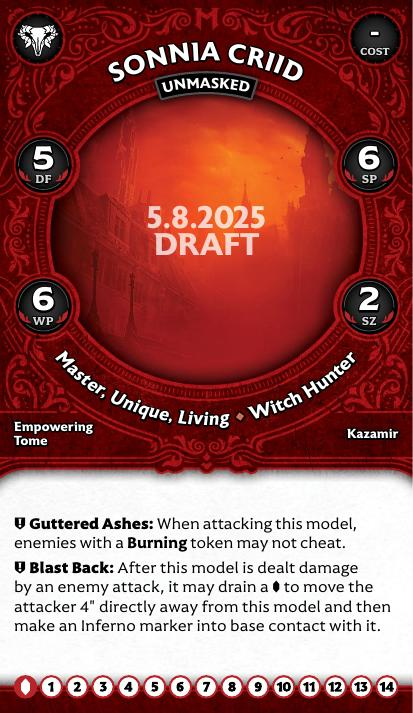 SONNIA CRIID
UNMASKED
-
COST
5
DF
6
SP
5.8.2025
DRAFT
6
WP
2
SZ
Master, Unique, Living ◆ Witch Hunter
Empowering
Tome
Kazamir
Guttered Ashes: When attacking this model,
enemies with a Burning token may not cheat.
Blast Back: After this model is dealt damage
by an enemy attack, it may drain a to move the
attacker 4" directly away from this model and then
make an Inferno marker into base contact with it.
1 2 3 4 5 6 7 8 9 10 11 12 13 14